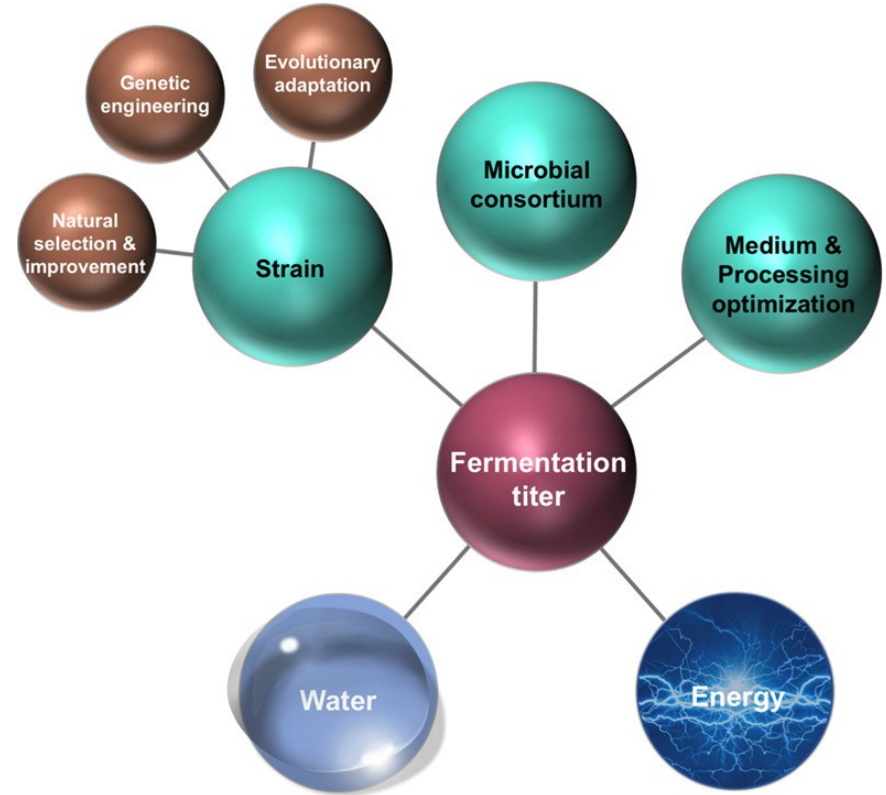 Evolutionary
adaptation
Genetic
engineering
Natural
selection &
improvement
Strain
Microbial
consortium
Medium &
Processing
optimization
Fermentation
titer
Water
Energy